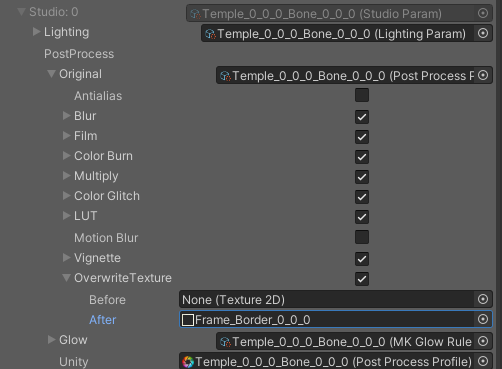 Studio: 0 Temple_0_0_0_Bone_0_0_0 (Studio Param)
Lighting Temple_0_0_0_Bone_0_0_0 (Lighting Param)
PostProcess
Original Temple_0_0_0_Bone_0_0_0 (Post Process P
Antialias
Blur
Film
Color Burn
Multiply
Color Glitch
LUT
Motion Blur
Vignette
OverwriteTexture
Before None (Texture 2D)
After Frame_Border_0_0_0
Glow Temple_0_0_0_Bone_0_0_0 (MK Glow Rule
Unity Temple_0_0_0_Bone_0_0_0 (Post Process Profile)